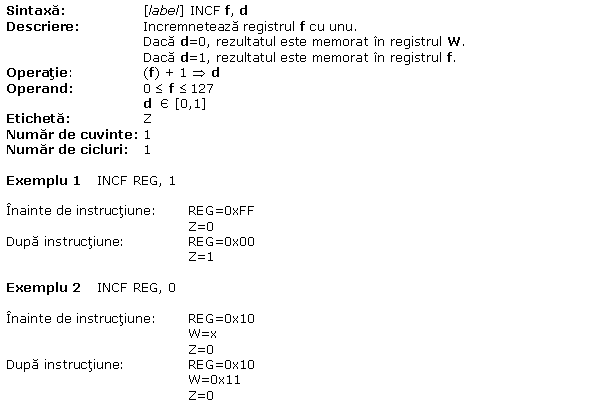 Sintaxă: [label] INCF f, d
Descriere: Incremnetează registrul f cu unu.
Dacă d=0, rezultatul este memorat în registrul W.
Dacă d=1, rezultatul este memorat în registrul f.
Operaţie: (f) + 1 ⇒ d
Operand: 0 ≤ f ≤ 127
d ∈ [0,1]
Etichetă: Z
Număr de cuvinte: 1
Număr de cicluri: 1
Exemplu 1 INCF REG, 1
Înainte de instrucţiune: REG=0xFF
Z=0
După instrucţiune: REG=0x00
Z=1
Exemplu 2 INCF REG, 0
Înainte de instrucţiune: REG=0x10
W=x
Z=0
După instrucţiune: REG=0x10
W=0x11
Z=0